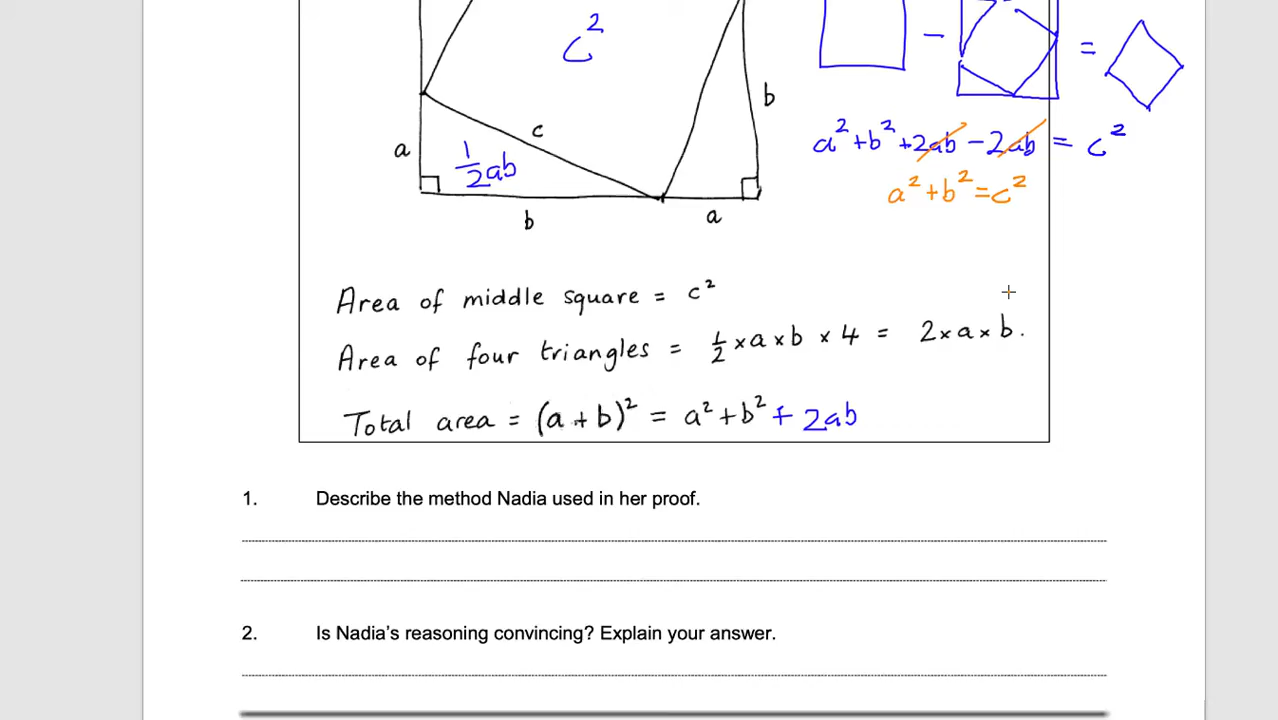 c²
b
c
a
½ab
b
a
− =
a² + b² + 2ab − 2ab = c²
a² + b² = c²
Area of middle square = c²
Area of four triangles = ½ × a × b × 4 = 2 × a × b.
Total area = (a + b)² = a² + b² + 2ab
1. Describe the method Nadia used in her proof.
2. Is Nadia's reasoning convincing? Explain your answer.